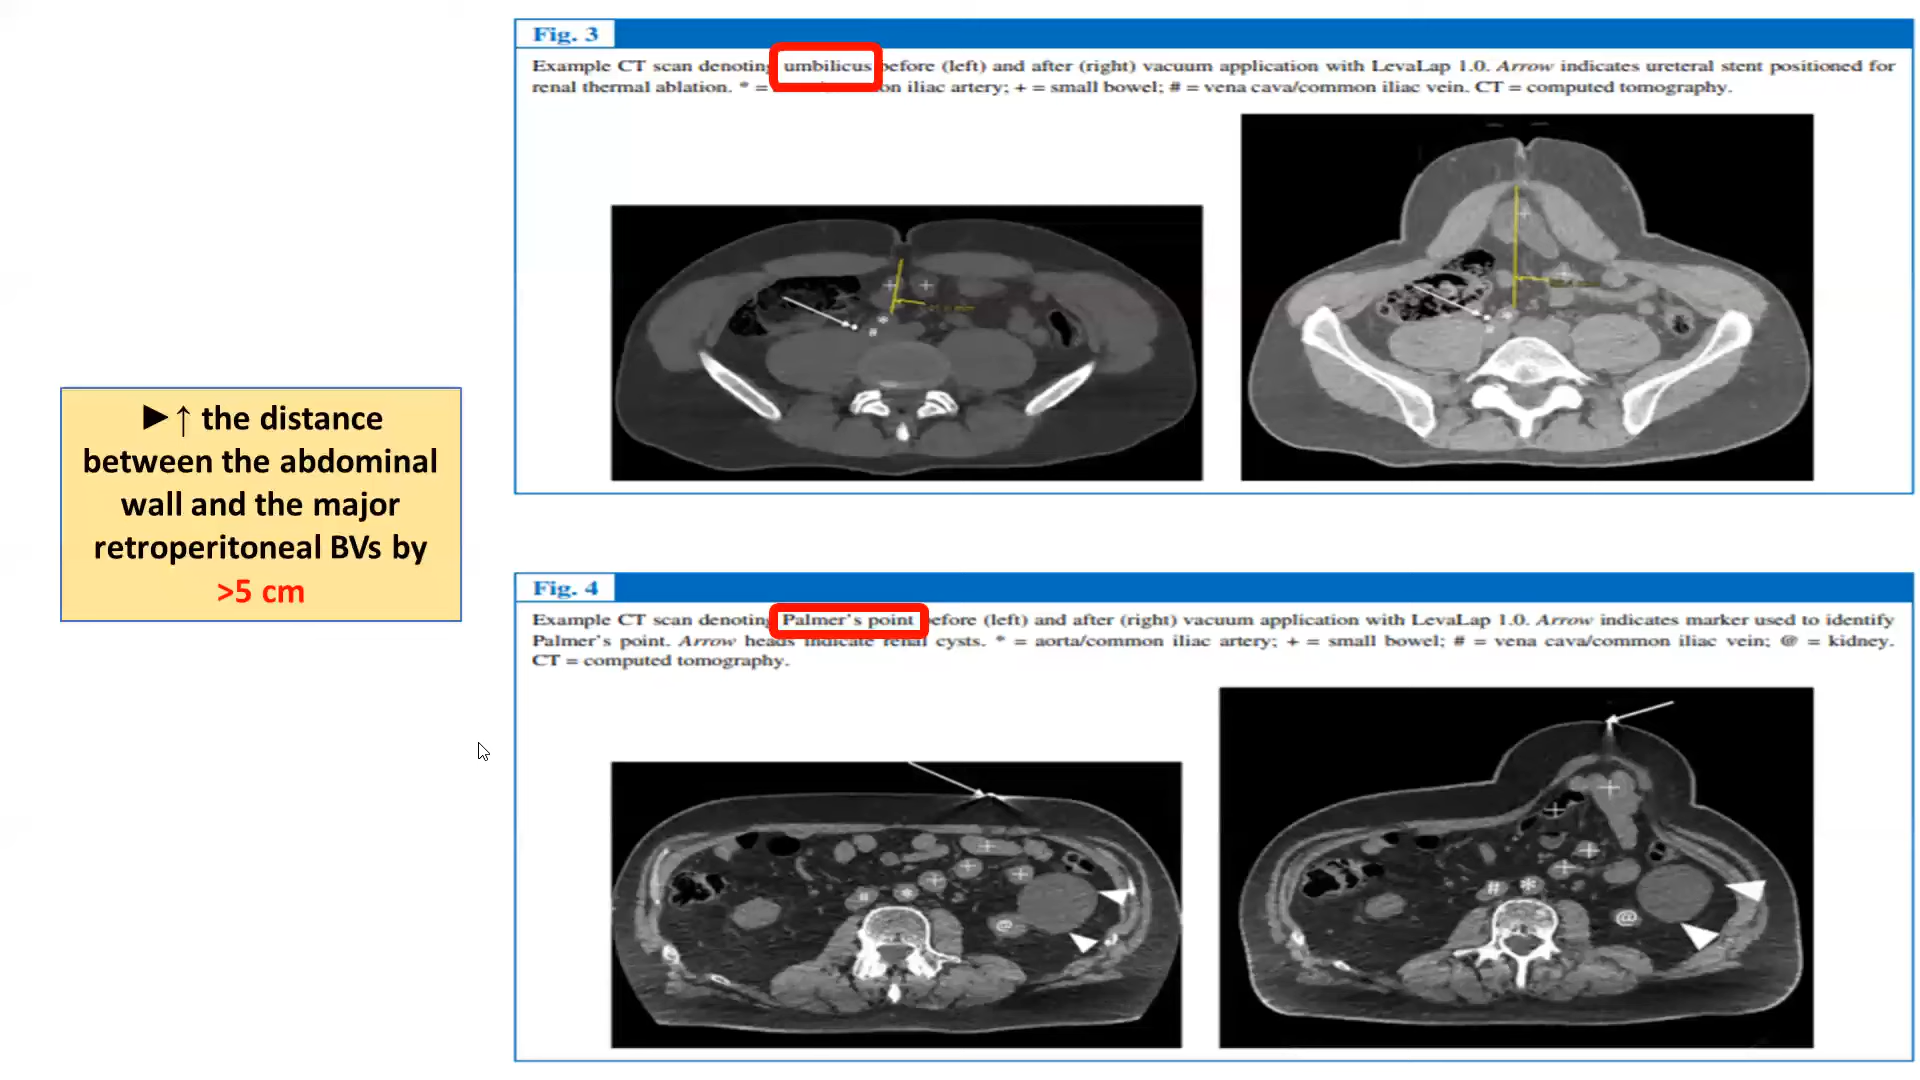 ►↑ the distance
between the abdominal
wall and the major
retroperitoneal BVs by
>5 cm
Fig. 3
Example CT scan denoting umbilicus before (left) and after (right) vacuum application with LevaLap 1.0. Arrow indicates ureteral stent positioned for
renal thermal ablation. * = iliac artery; + = small bowel; # = vena cava/common iliac vein. CT = computed tomography.
Fig. 4
Example CT scan denoting Palmer's point before (left) and after (right) vacuum application with LevaLap 1.0. Arrow indicates marker used to identify
Palmer's point. Arrow heads indicate renal cysts. * = aorta/common iliac artery; + = small bowel; # = vena cava/common iliac vein; @ = kidney.
CT = computed tomography.